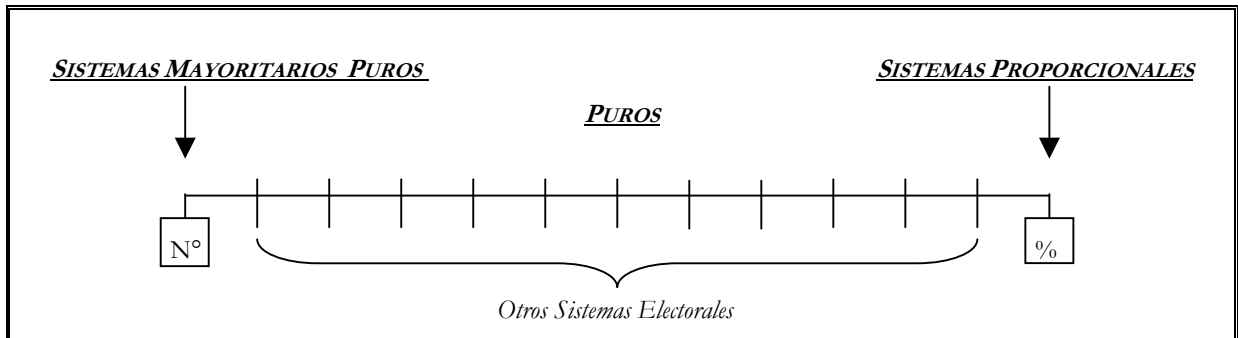 SISTEMAS MAYORITARIOS PUROS SISTEMAS PROPORCIONALES
PUROS
N° %
Otros Sistemas Electorales